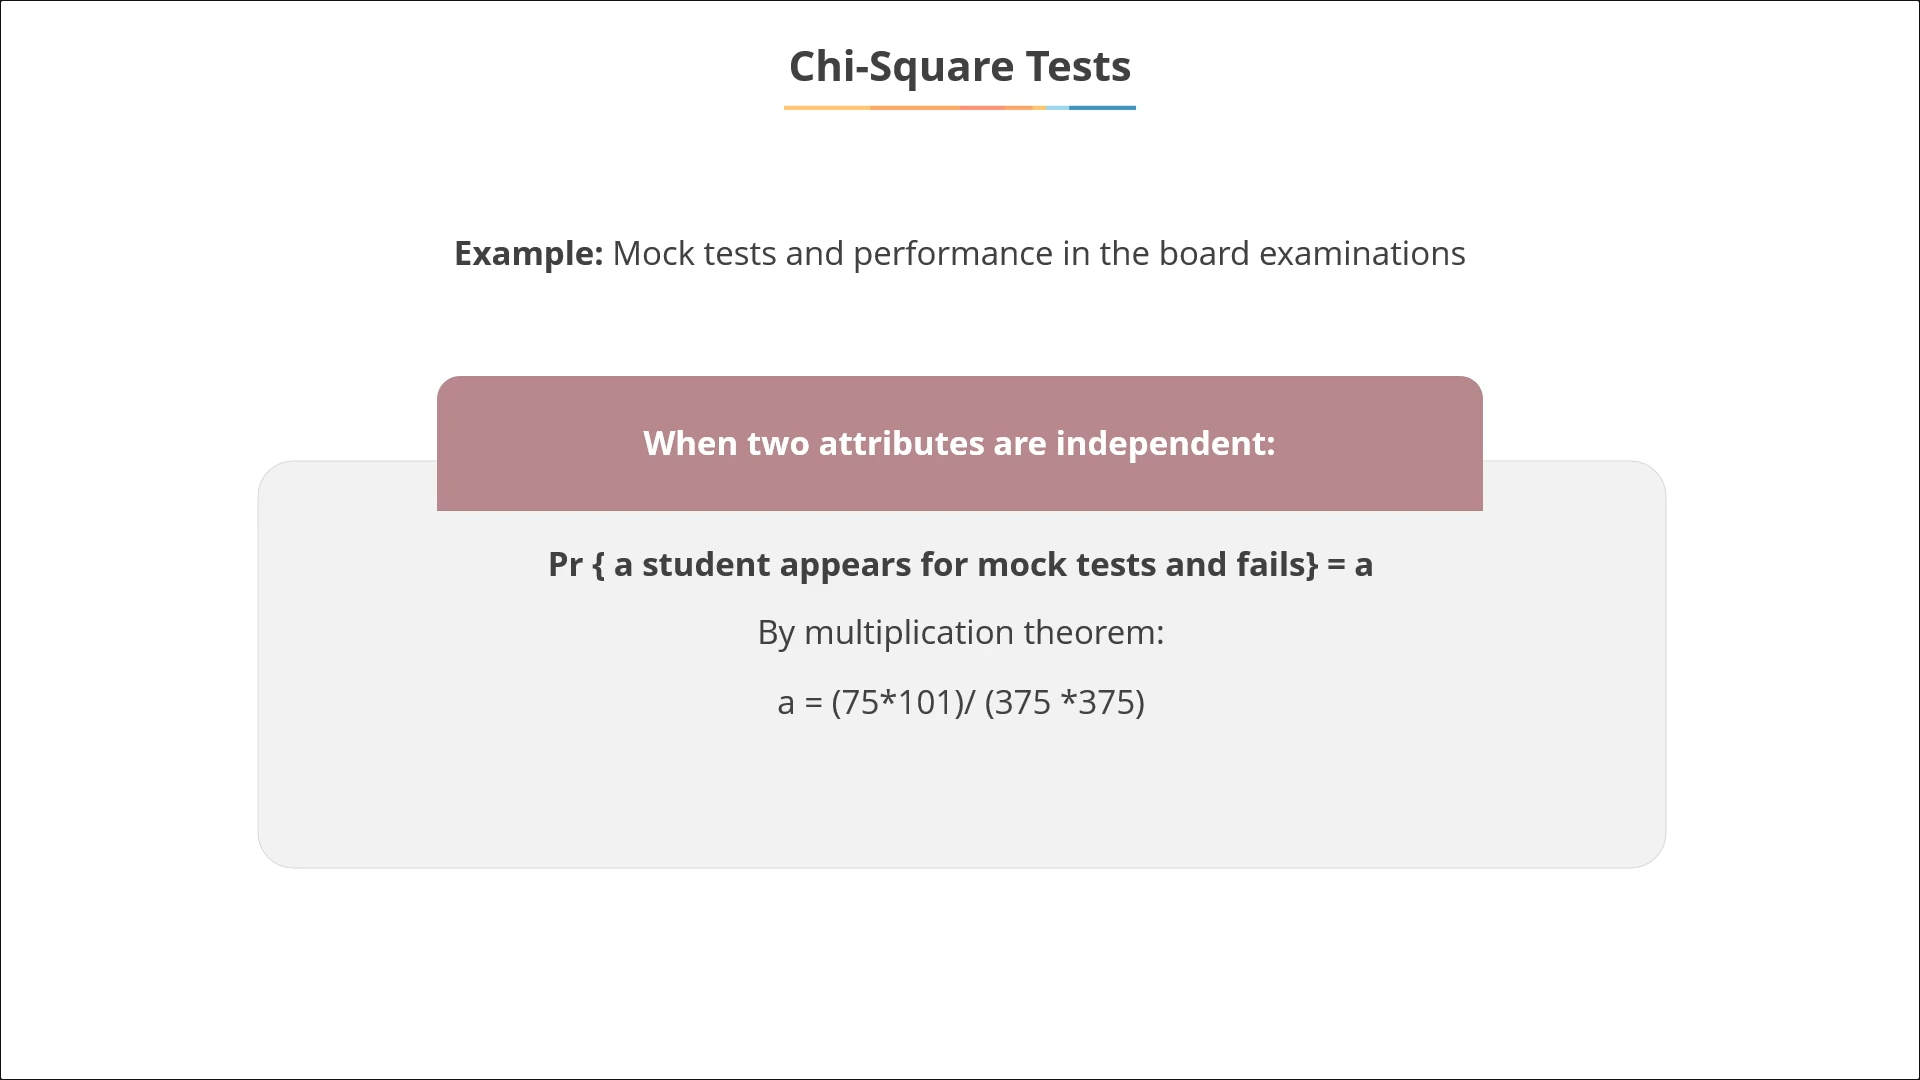 Chi-Square Tests
Example: Mock tests and performance in the board examinations
When two attributes are independent:
Pr { a student appears for mock tests and fails} = a
By multiplication theorem:
a = (75*101)/ (375 *375)